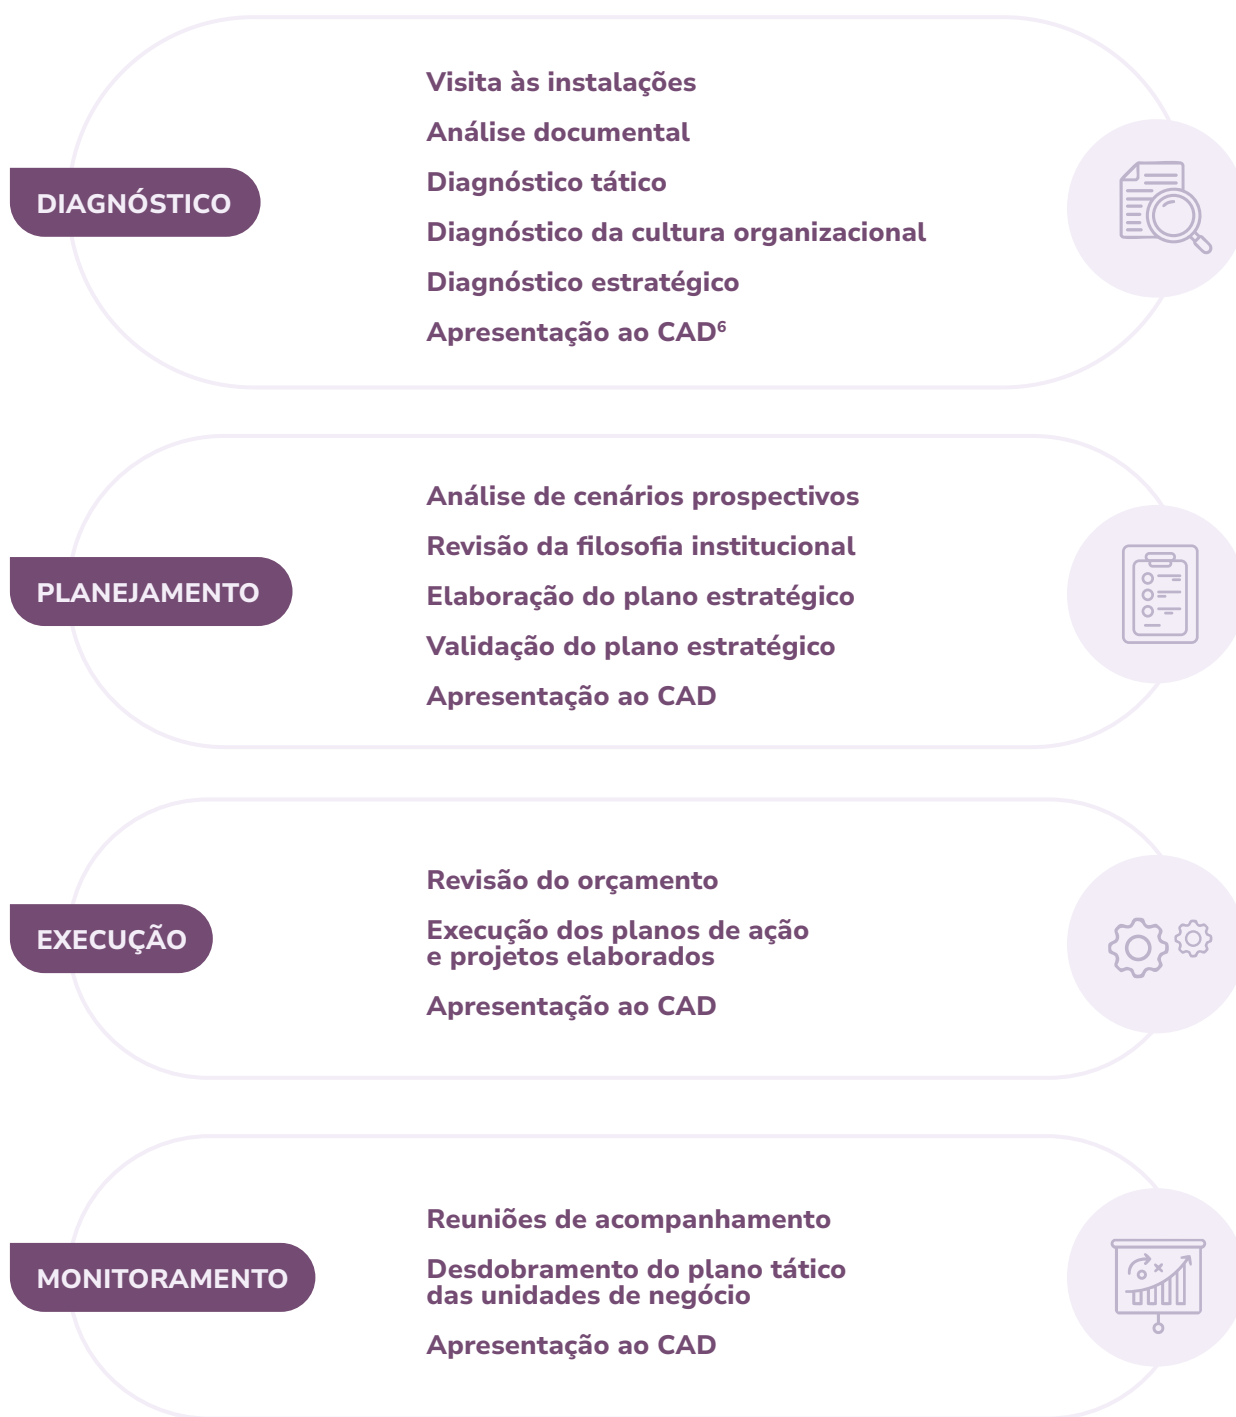 DIAGNÓSTICO
Visita às instalações
Análise documental
Diagnóstico tático
Diagnóstico da cultura organizacional
Diagnóstico estratégico
Apresentação ao CAD⁶
PLANEJAMENTO
Análise de cenários prospectivos
Revisão da filosofia institucional
Elaboração do plano estratégico
Validação do plano estratégico
Apresentação ao CAD
EXECUÇÃO
Revisão do orçamento
Execução dos planos de ação
e projetos elaborados
Apresentação ao CAD
MONITORAMENTO
Reuniões de acompanhamento
Desdobramento do plano tático
das unidades de negócio
Apresentação ao CAD